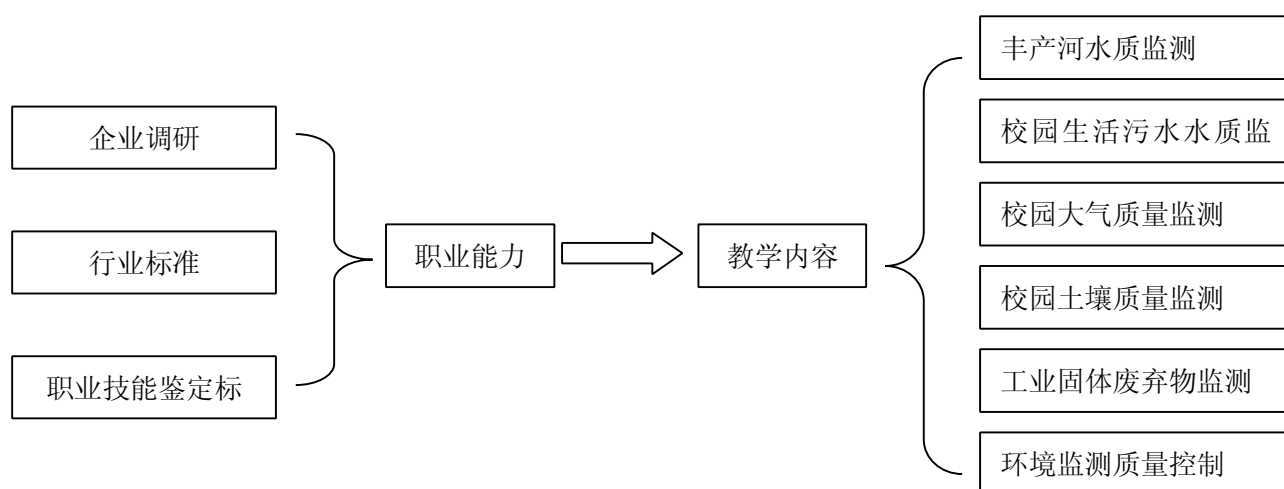 企业调研
行业标准
职业技能鉴定标
职业能力
教学内容
丰产河水质监测
校园生活污水水质监
校园大气质量监测
校园土壤质量监测
工业固体废弃物监测
环境监测质量控制